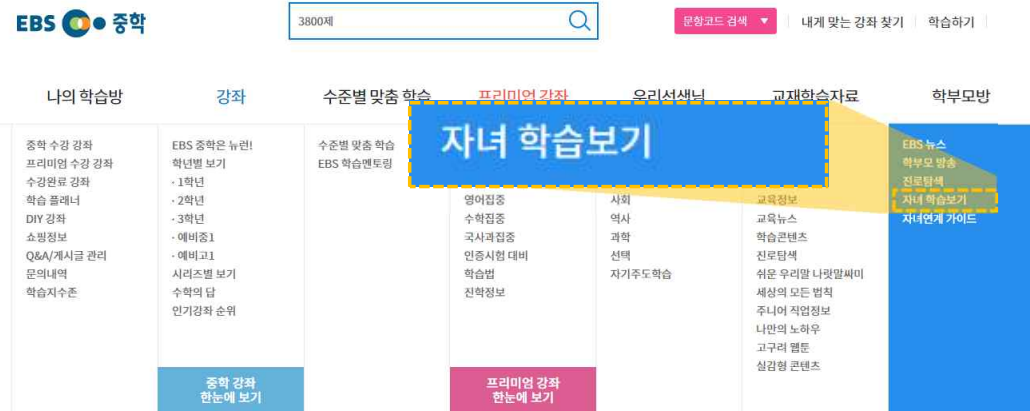 EBS 중학
3800제
문항코드 검색 ▼
내게 맞는 강좌 찾기
학습하기
나의 학습방
강좌
수준별 맞춤 학습
프리미엄 강좌
우리선생님
교재학습자료
학부모방
중학 수강 강좌
프리미엄 수강 강좌
수강완료 강좌
학습 플래너
DIY 강좌
쇼핑정보
Q&A/게시글 관리
문의내역
학습지수존
EBS 중학은 뉴런!
학년별 보기
· 1학년
· 2학년
· 3학년
· 예비중1
· 예비고1
시리즈별 보기
수학의 답
인기강좌 순위
중학 강좌
한눈에 보기
수준별 맞춤 학습
EBS 학습멘토링
자녀 학습보기
영어집중
수학집중
국사과집중
인증시험 대비
학습법
진학정보
프리미엄 강좌
한눈에 보기
사회
역사
과학
선택
자기주도학습
교육정보
교육뉴스
학습콘텐츠
진로탐색
쉬운 우리말 나랏말싸미
세상의 모든 법칙
주니어 직업정보
나만의 노하우
고구려 웹툰
실감형 콘텐츠
EBS 뉴스
학부모 방송
진로탐색
자녀 학습보기
자녀연계 가이드